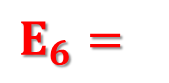 E₆ =